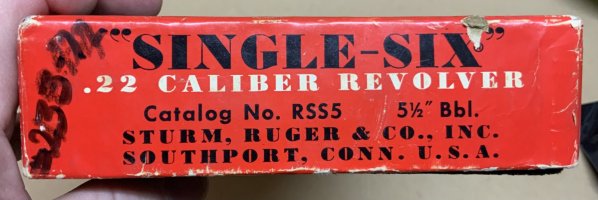 "SINGLE-SIX"
.22 CALIBER REVOLVER
Catalog No. RSS5 5½" Bbl.
STURM, RUGER & CO., INC.
SOUTHPORT, CONN. U.S.A.